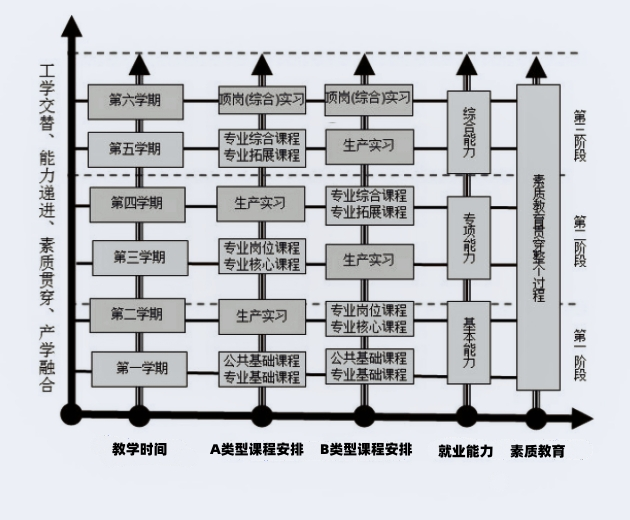 工学交替、能力递进、素质贯穿、产学融合
第六学期
顶岗(综合)实习
顶岗(综合)实习
第五学期
专业综合课程
专业拓展课程
生产实习
第四学期
生产实习
专业综合课程
专业拓展课程
第三学期
专业岗位课程
专业核心课程
生产实习
第二学期
生产实习
专业岗位课程
专业核心课程
第一学期
公共基础课程
专业基础课程
公共基础课程
专业基础课程
综合能力
专项能力
基本能力
素质教育贯穿整个过程
第三阶段
第二阶段
第一阶段
教学时间
A类型课程安排
B类型课程安排
就业能力
素质教育